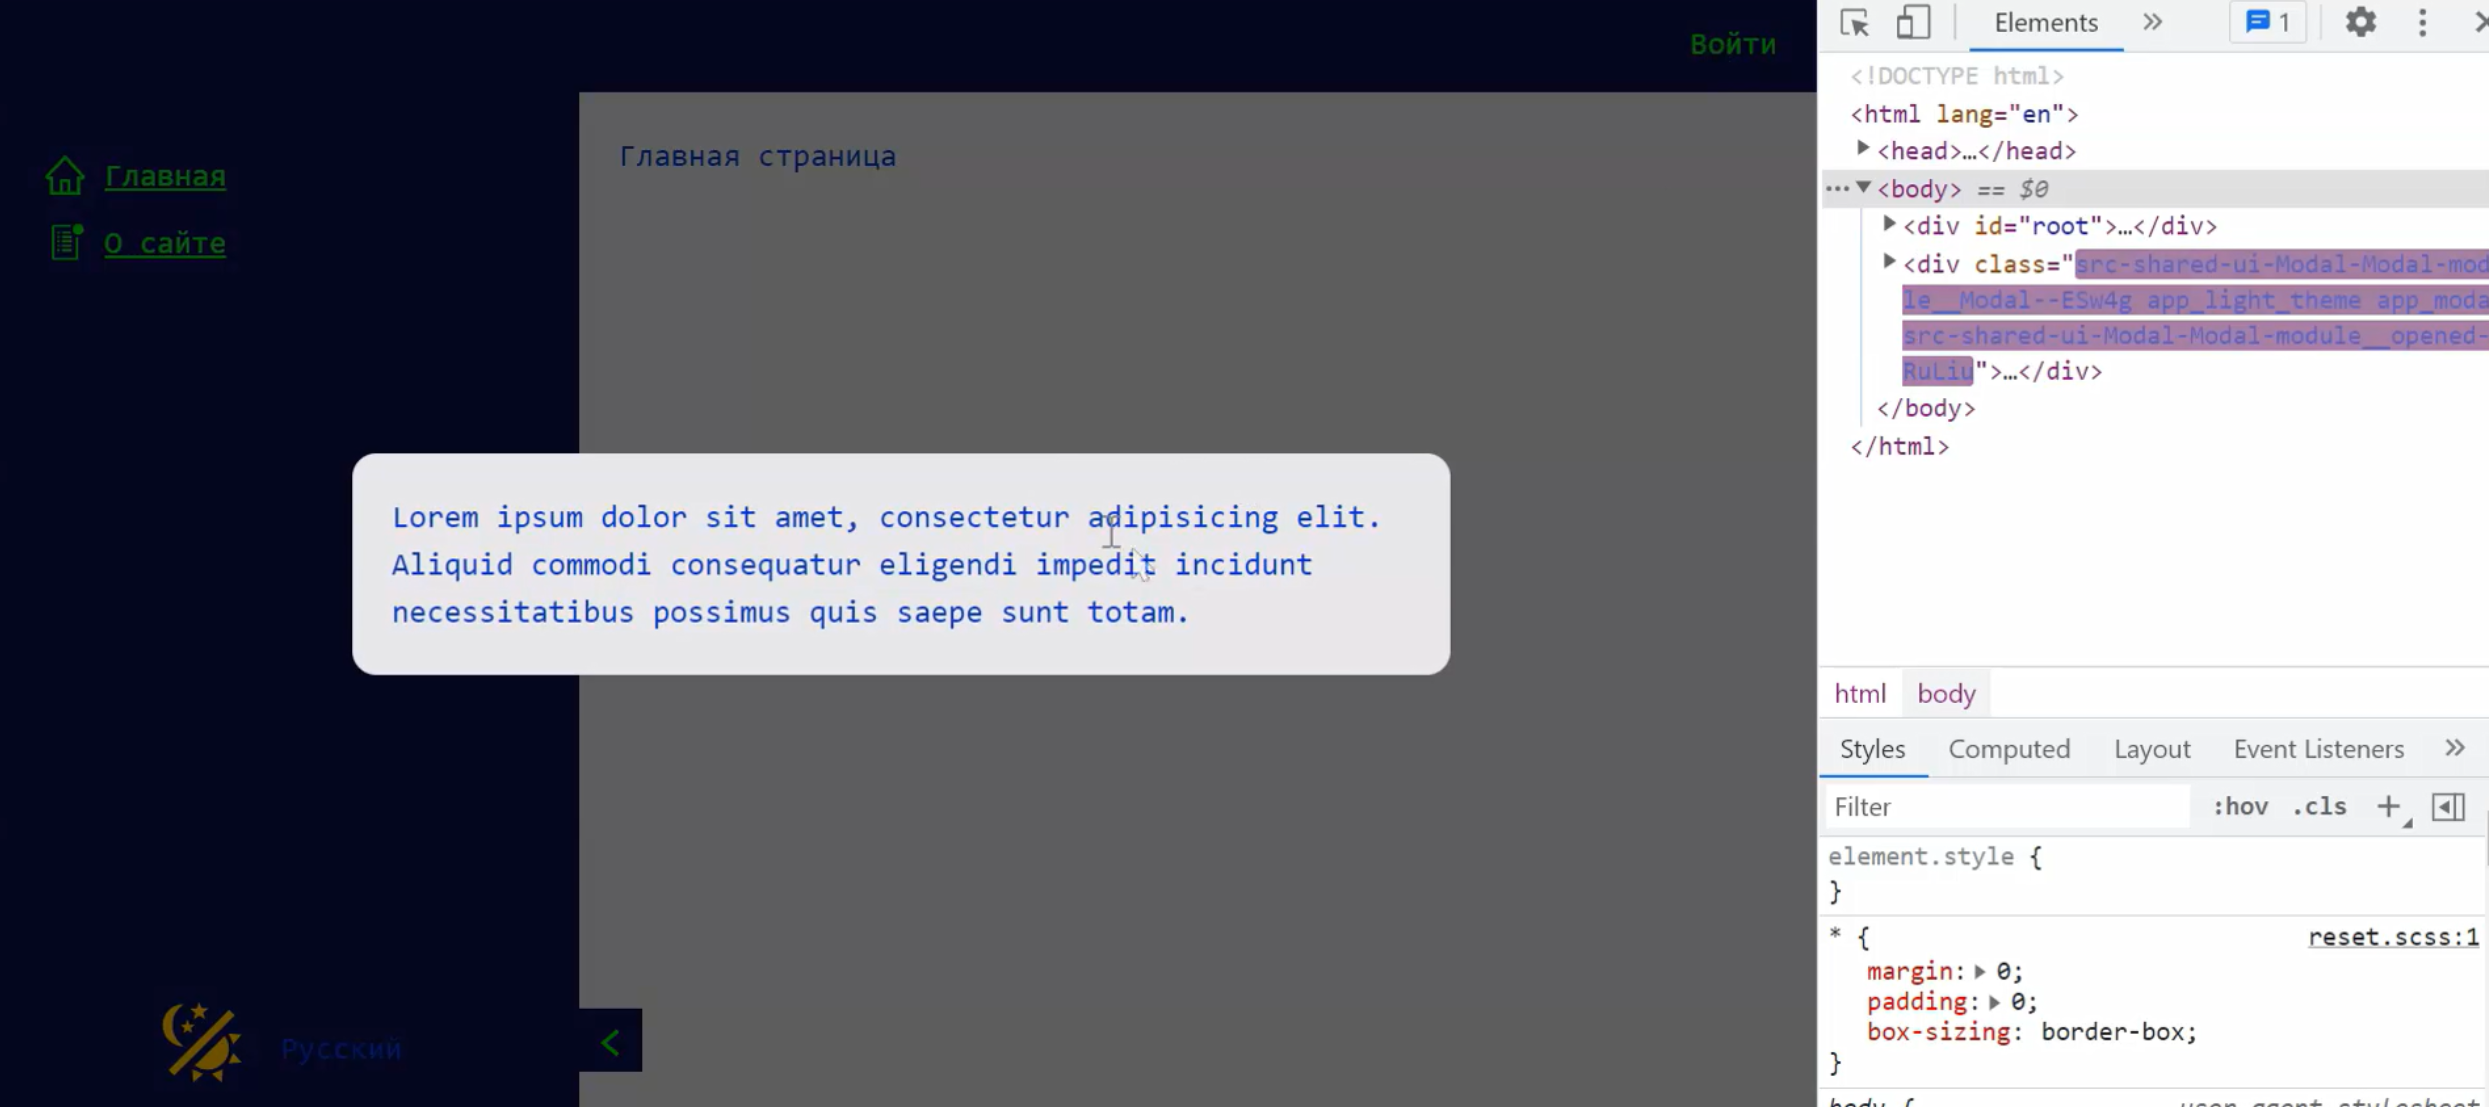 Войти
Главная
О сайте
Главная страница
Lorem ipsum dolor sit amet, consectetur adipisicing elit.
Aliquid commodi consequatur eligendi impedit incidunt
necessitatibus possimus quis saepe sunt totam.
Русский
Elements
1
<!DOCTYPE html>
<html lang="en">
<head>…</head>
<body> == $0
<div id="root">…</div>
<div class="src-shared-ui-Modal-Modal-mod
le__Modal--ESw4g app_light_theme app_moda
src-shared-ui-Modal-Modal-module__opened-
RuLiu">…</div>
</body>
</html>
html body
Styles Computed Layout Event Listeners
Filter :hov .cls
element.style {
}
* { reset.scss:1
margin: 0;
padding: 0;
box-sizing: border-box;
}
body { user agent stylesheet